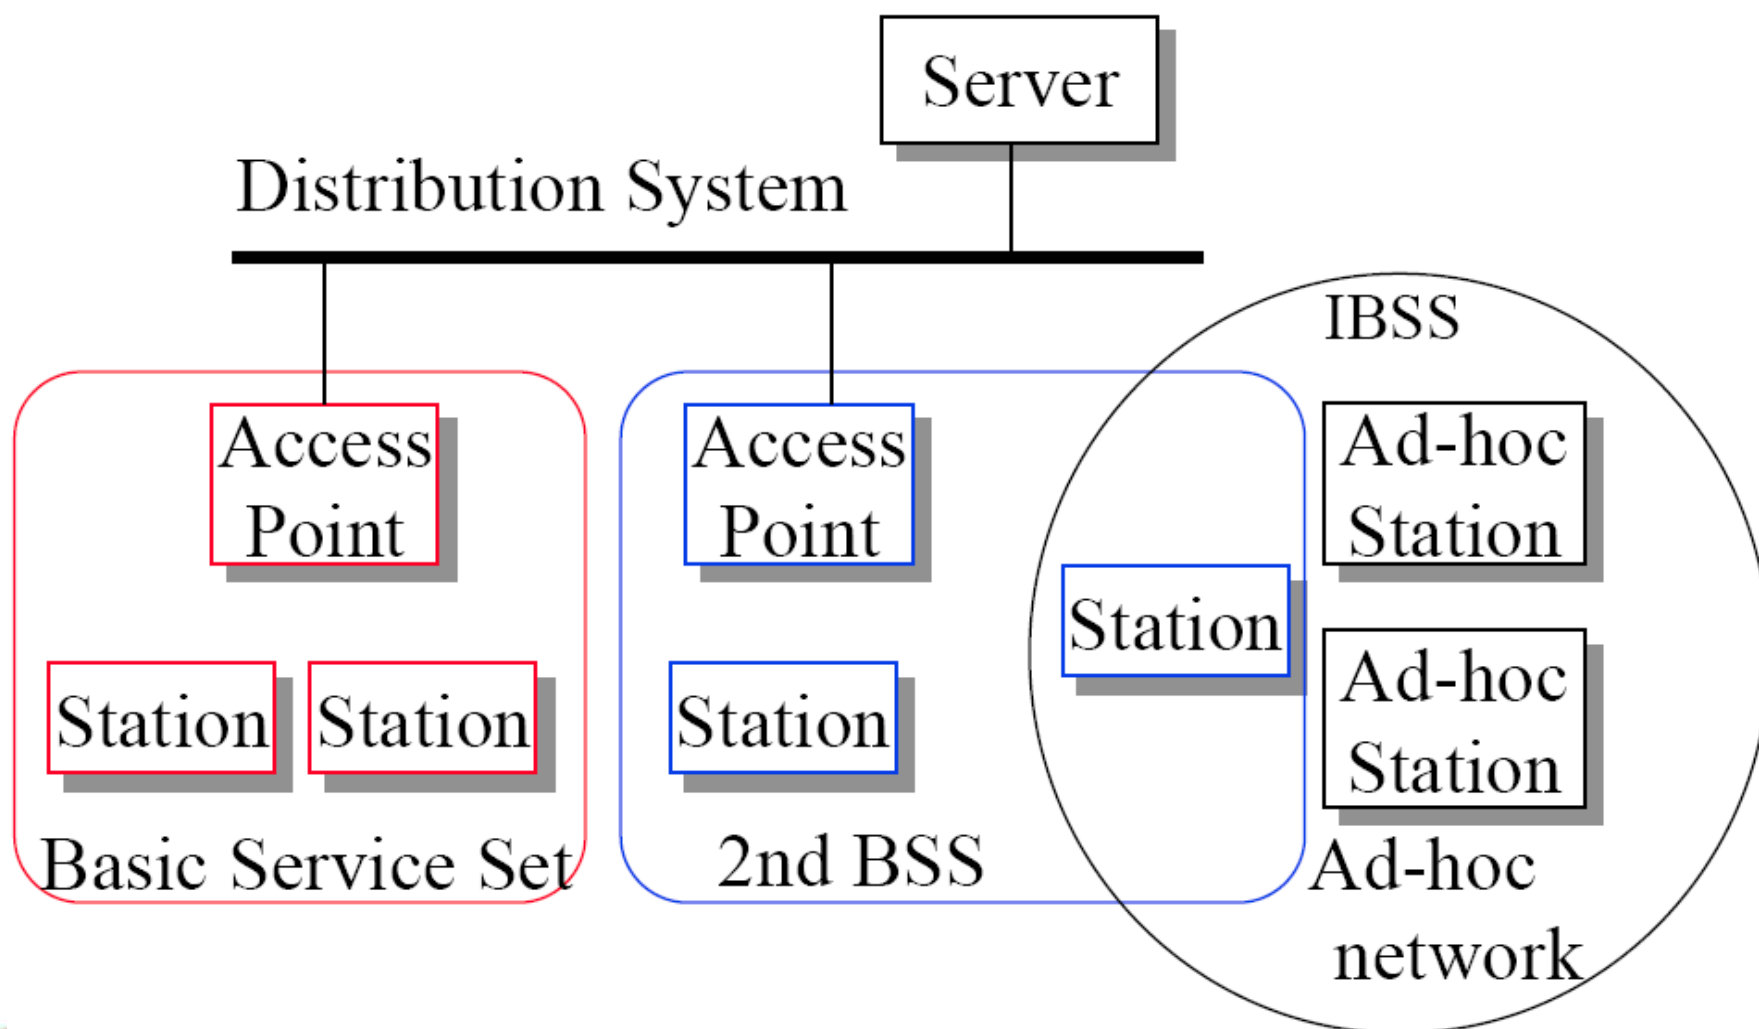 Server
Distribution System
IBSS
Access
Point
Access
Point
Ad-hoc
Station
Station
Ad-hoc
Station
Station
Station
Station
Basic Service Set
2nd BSS
Ad-hoc
network